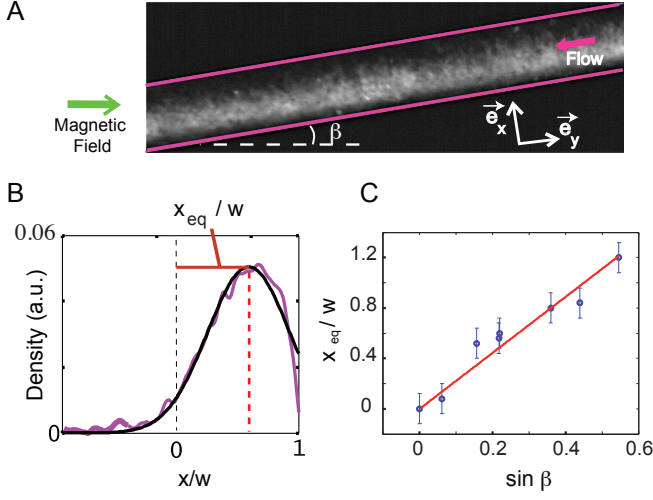 A
Flow
Magnetic
Field
β
e_x
e_y
B
x_eq / w
0.06
Density (a.u.)
0
0
1
x/w
C
x_eq / w
1.2
0.8
0.4
0
0
0.2
0.4
0.6
sin β